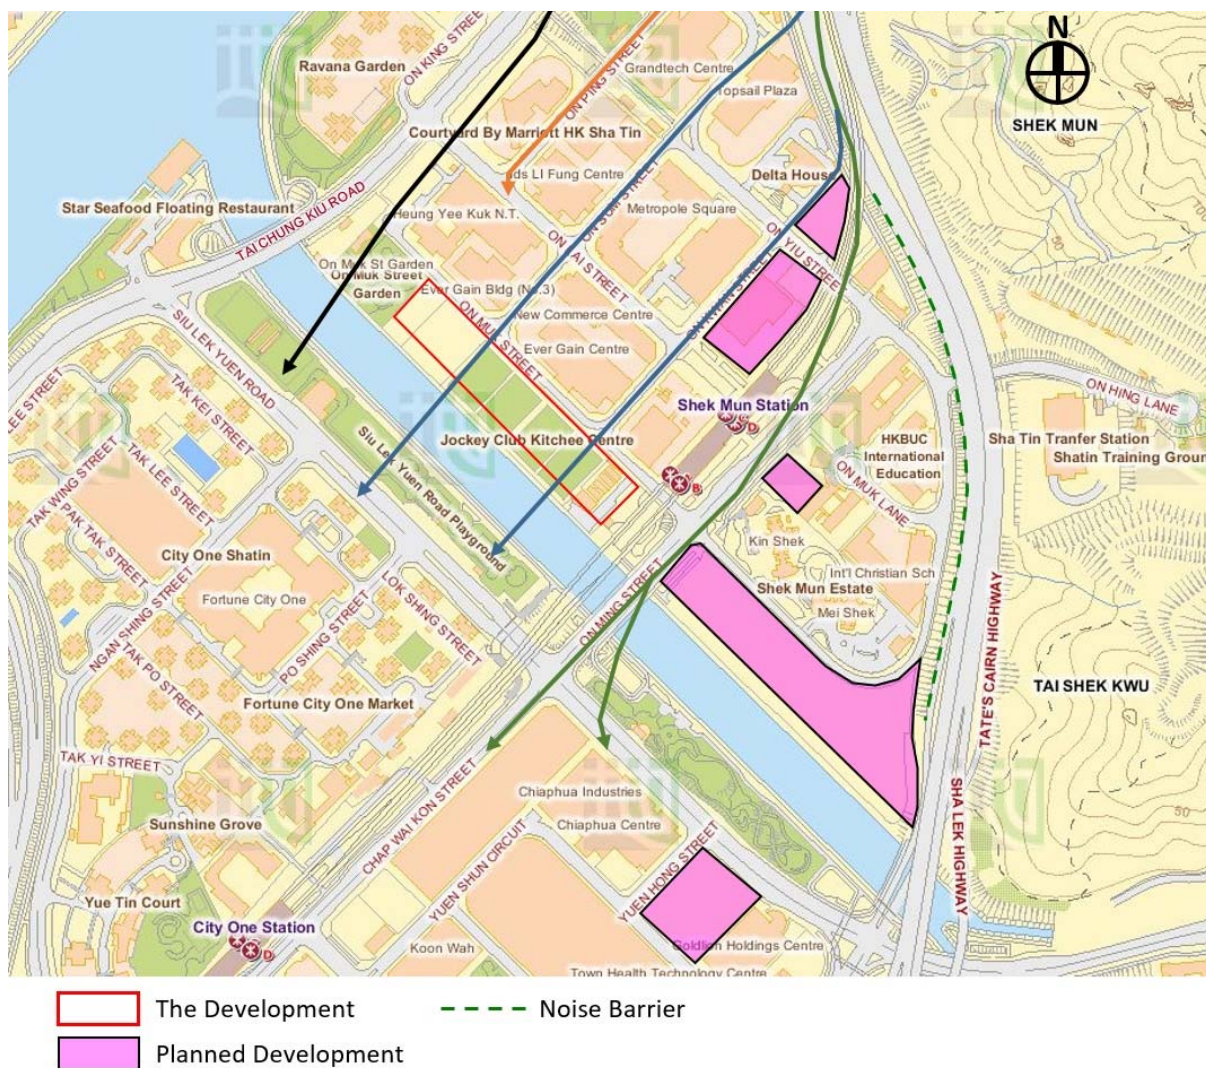 N
SHEK MUN
Ravana Garden
ON KING STREET
ON PING STREET
Grandtech Centre
Topsail Plaza
Courtyard By Marriott HK Sha Tin
LI Fung Centre
Delta House
Star Seafood Floating Restaurant
TAI CHUNG KIU ROAD
Heung Yee Kuk N.T.
ON SUM STREET
Metropole Square
ON YIU STREET
ON LAI STREET
On Muk St Garden
On Muk Street
Garden
Ever Gain Bldg (No.3)
ON MUK STREET
New Commerce Centre
ON KWAN STREET
Ever Gain Centre
SIU LEK YUEN ROAD
TAK KEI STREET
LEE STREET
TAK LEE STREET
TAK WING STREET
PAK TAK STREET
Shek Mun Station
D
B
Jockey Club Kitchee Centre
Siu Lek Yuen Road Playground
ON HING LANE
HKBUC
International
Education
Sha Tin Tranfer Station
Shatin Training Groun
ON MUK LANE
City One Shatin
Kin Shek
Int'l Christian Sch
Shek Mun Estate
Mei Shek
Fortune City One
LOK SHING STREET
NGAN SHING STREET
PO SHING STREET
TAK PO STREET
ON MING STREET
TATE'S CAIRN HIGHWAY
TAI SHEK KWU
Fortune City One Market
TAK YI STREET
Chiaphua Industries
Chiaphua Centre
SHA LEK HIGHWAY
50
Sunshine Grove
CHAP WAI KON STREET
YUEN SHUN CIRCUIT
YUEN HONG STREET
Yue Tin Court
City One Station
D
Koon Wah
Goldlion Holdings Centre
Town Health Technology Centre
The Development
Noise Barrier
Planned Development